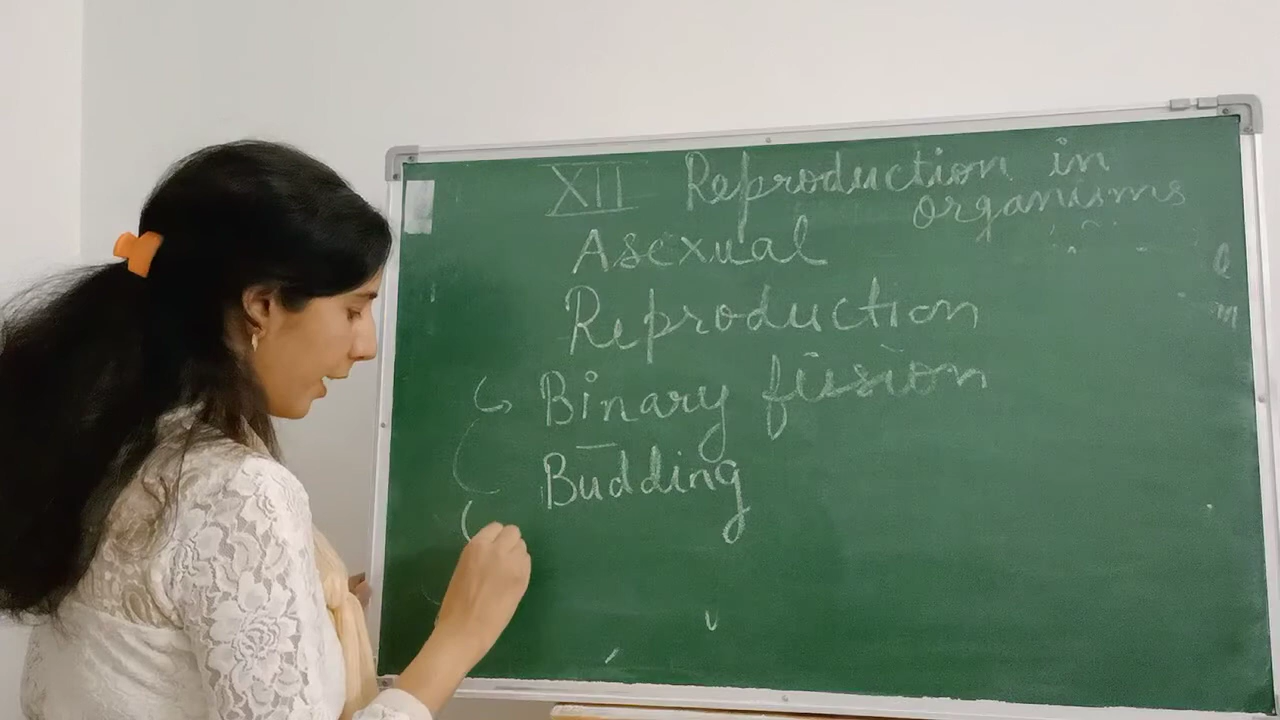 XII Reproduction in
organisms
Asexual
Reproduction
Binary fission
Budding